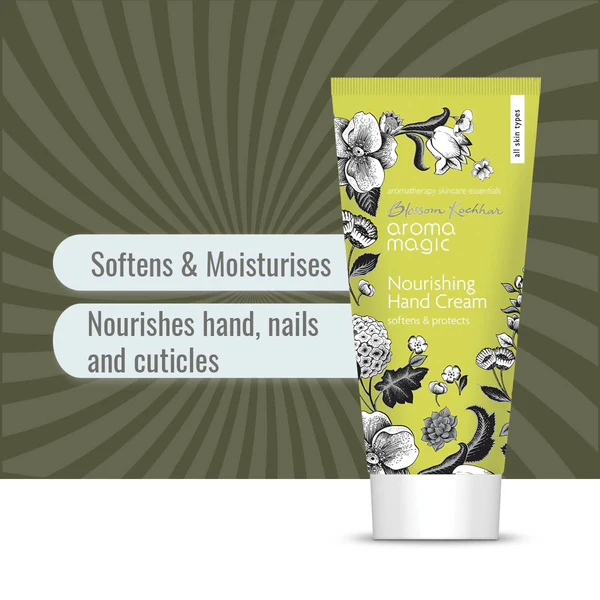 all skin types
aromatherapy skincare essentials
Blossom Kochhar
aroma
magic
Nourishing
Hand Cream
softens & protects
Softens & Moisturises
Nourishes hand, nails
and cuticles